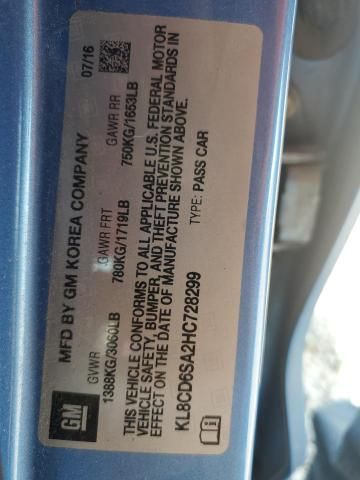 GM
MFD BY GM KOREA COMPANY 07/16
GVWR GAWR FRT GAWR RR
1388KG/3060LB 780KG/1719LB 750KG/1653LB
THIS VEHICLE CONFORMS TO ALL APPLICABLE U.S. FEDERAL MOTOR
VEHICLE SAFETY, BUMPER, AND THEFT PREVENTION STANDARDS IN
EFFECT ON THE DATE OF MANUFACTURE SHOWN ABOVE.
KL8CD6SA2HC728299 TYPE: PASS CAR